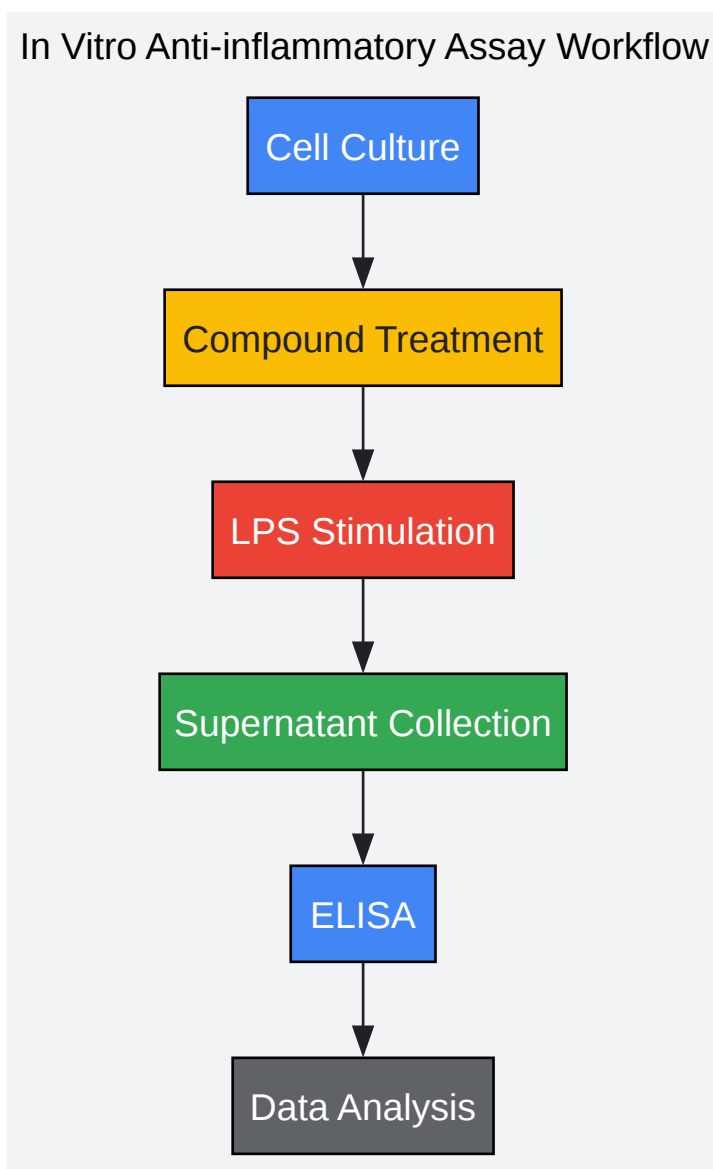 In Vitro Anti-inflammatory Assay Workflow
Cell Culture
Compound Treatment
LPS Stimulation
Supernatant Collection
ELISA
Data Analysis